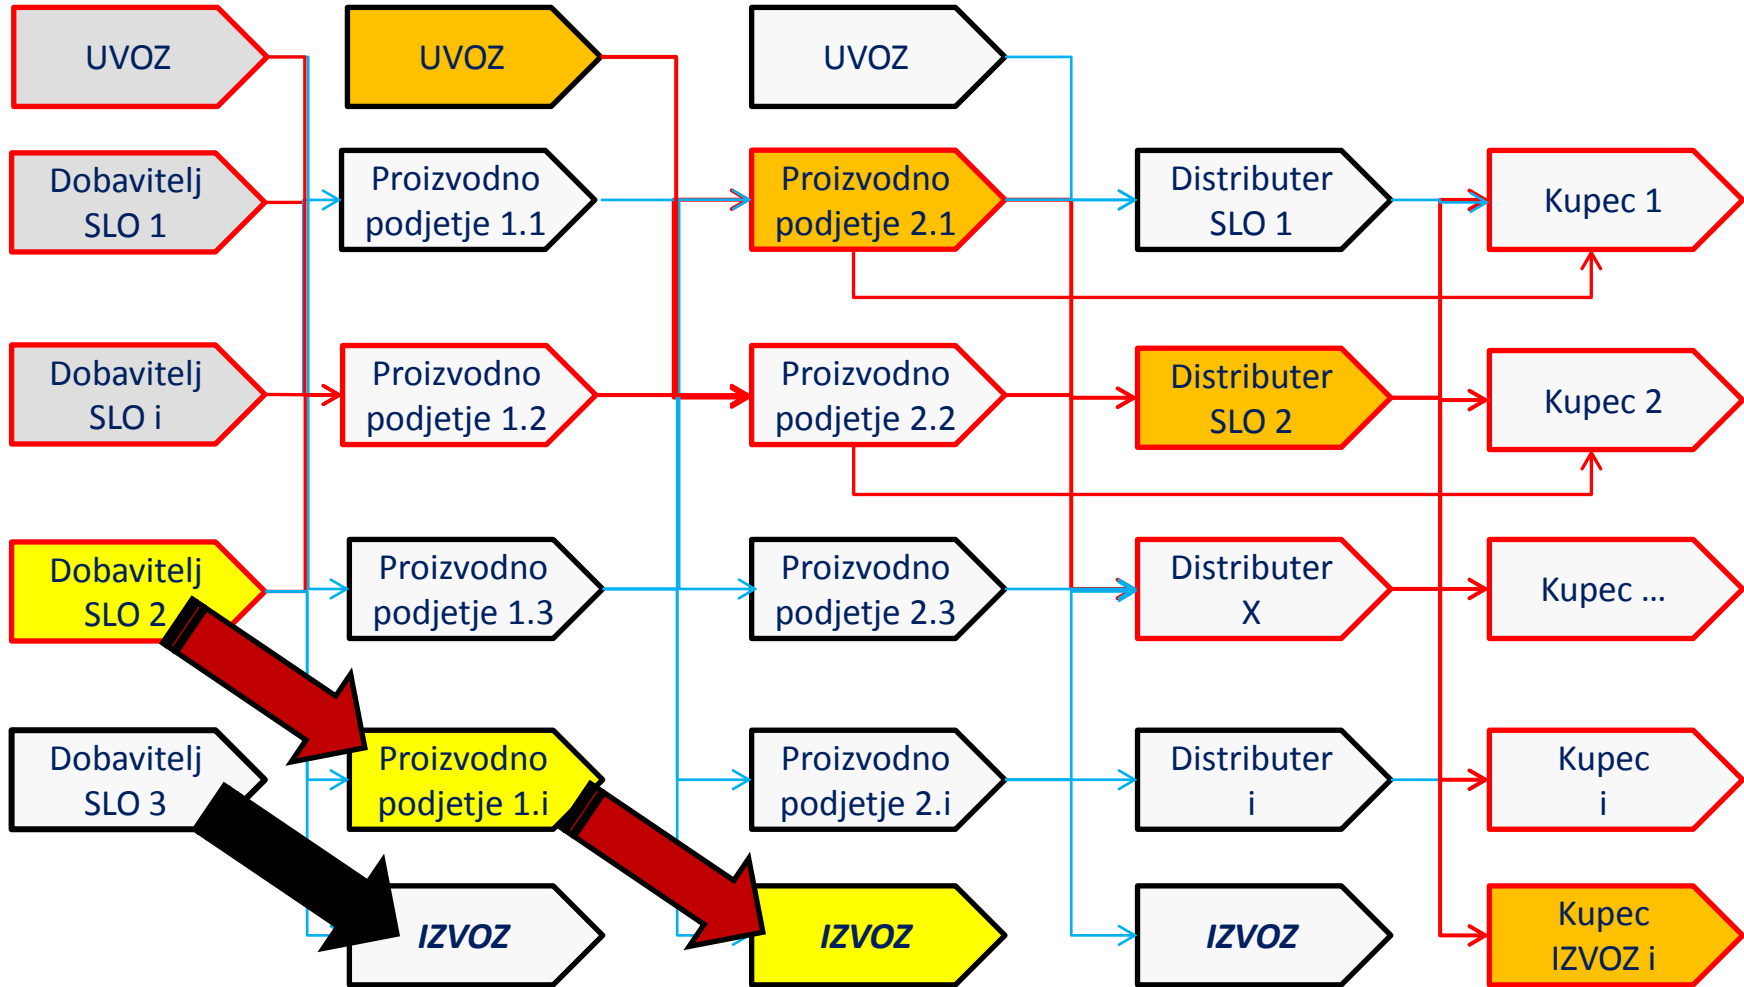 UVOZ
UVOZ
UVOZ
Dobavitelj
SLO 1
Proizvodno
podjetje 1.1
Proizvodno
podjetje 2.1
Distributer
SLO 1
Kupec 1
Dobavitelj
SLO i
Proizvodno
podjetje 1.2
Proizvodno
podjetje 2.2
Distributer
SLO 2
Kupec 2
Dobavitelj
SLO 2
Proizvodno
podjetje 1.3
Proizvodno
podjetje 2.3
Distributer
X
Kupec ...
Dobavitelj
SLO 3
Proizvodno
podjetje 1.i
Proizvodno
podjetje 2.i
Distributer
i
Kupec
i
IZVOZ
IZVOZ
IZVOZ
Kupec
IZVOZ i